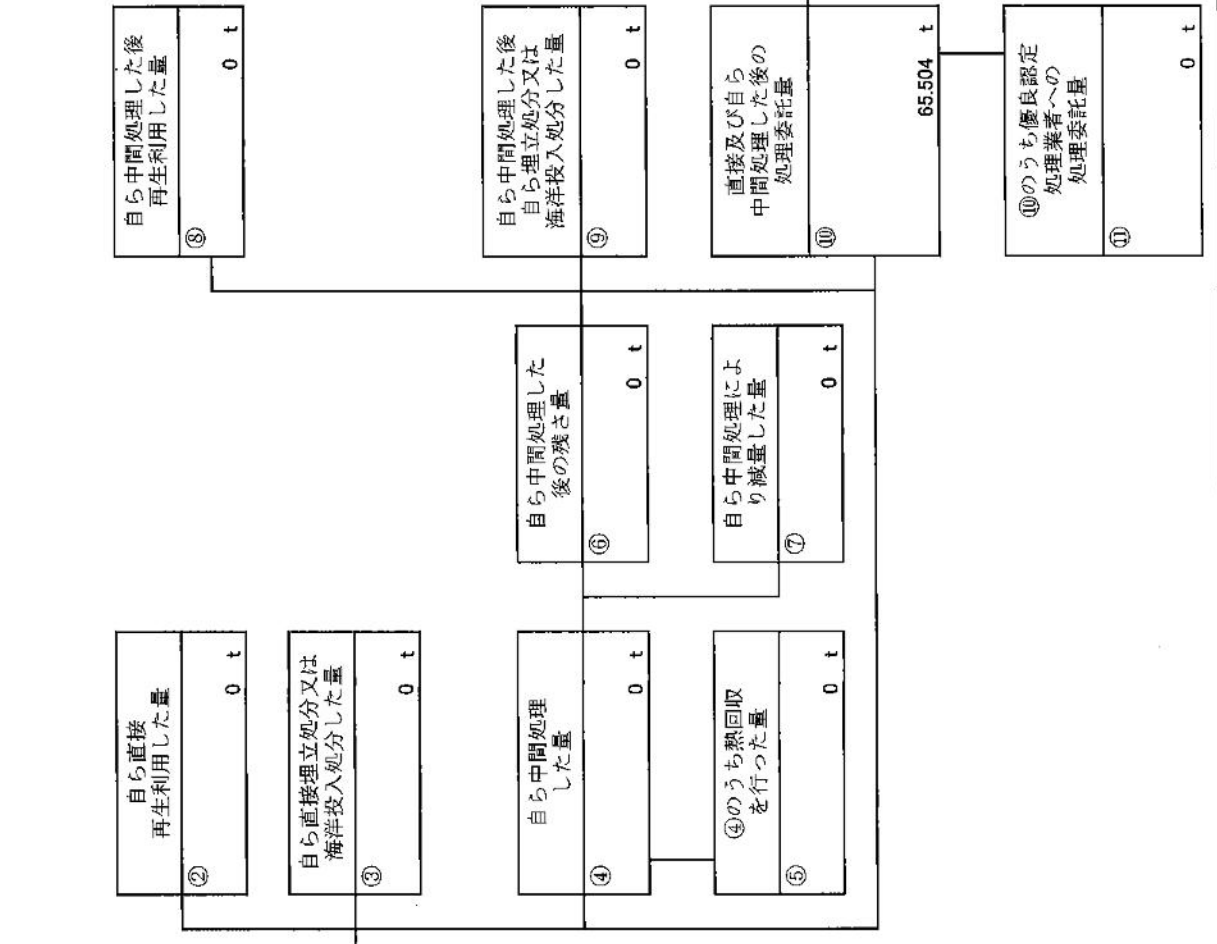 自ら直接
再生利用した量
②
0 t
自ら直接埋立処分又は
海洋投入処分した量
③
0 t
自ら中間処理
した量
④
0 t
④のうち熱回収
を行った量
⑤
0 t
自ら中間処理した
後の残さ量
⑥
0 t
自ら中間処理によ
り減量した量
⑦
0 t
自ら中間処理した後
再生利用した量
⑧
0 t
自ら中間処理した後
自ら埋立処分又は
海洋投入処分した量
⑨
0 t
直接及び自ら
中間処理した後の
処理委託量
⑩
65.504 t
⑩のうち優良認定
処理業者への
処理委託量
⑪
0 t